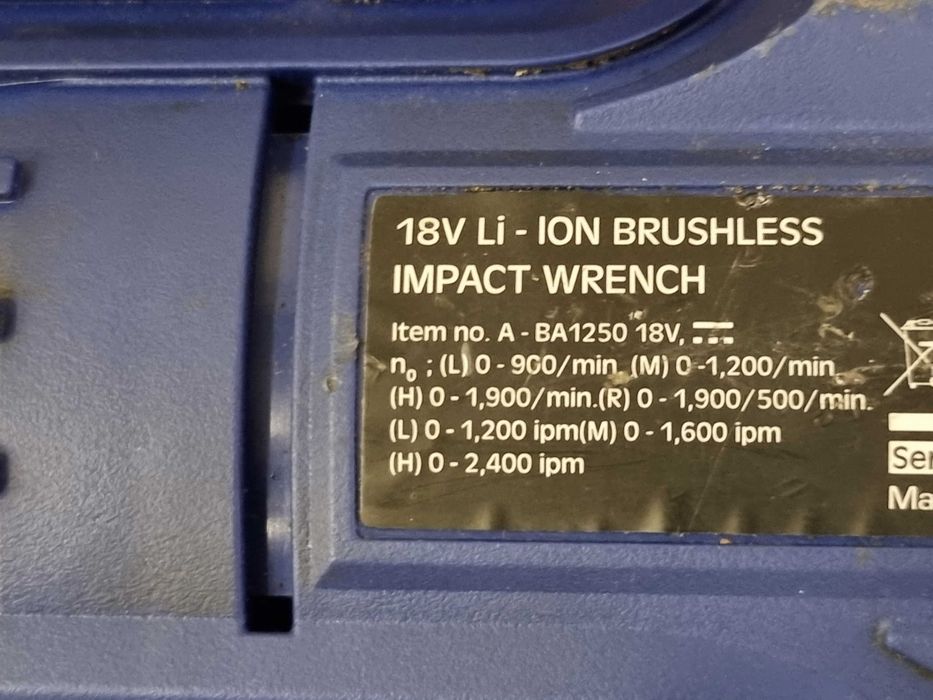 18V Li - ION BRUSHLESS
IMPACT WRENCH
Item no. A - BA1250 18V,
n₀ ; (L) 0 - 900/min. (M) 0 -1,200/min
(H) 0 - 1,900/min.(R) 0 - 1,900/500/min.
(L) 0 - 1,200 ipm(M) 0 - 1,600 ipm
(H) 0 - 2,400 ipm
Ser
Ma